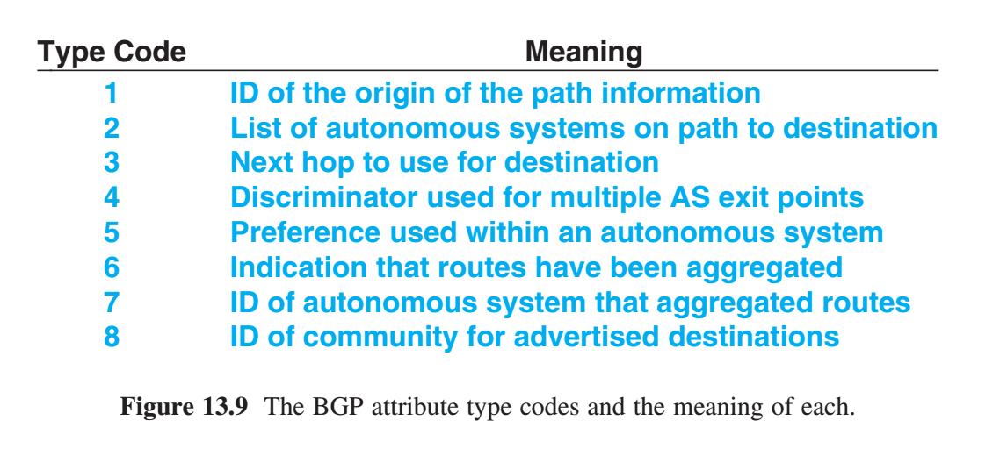 Type Code Meaning
1 ID of the origin of the path information
2 List of autonomous systems on path to destination
3 Next hop to use for destination
4 Discriminator used for multiple AS exit points
5 Preference used within an autonomous system
6 Indication that routes have been aggregated
7 ID of autonomous system that aggregated routes
8 ID of community for advertised destinations
Figure 13.9 The BGP attribute type codes and the meaning of each.